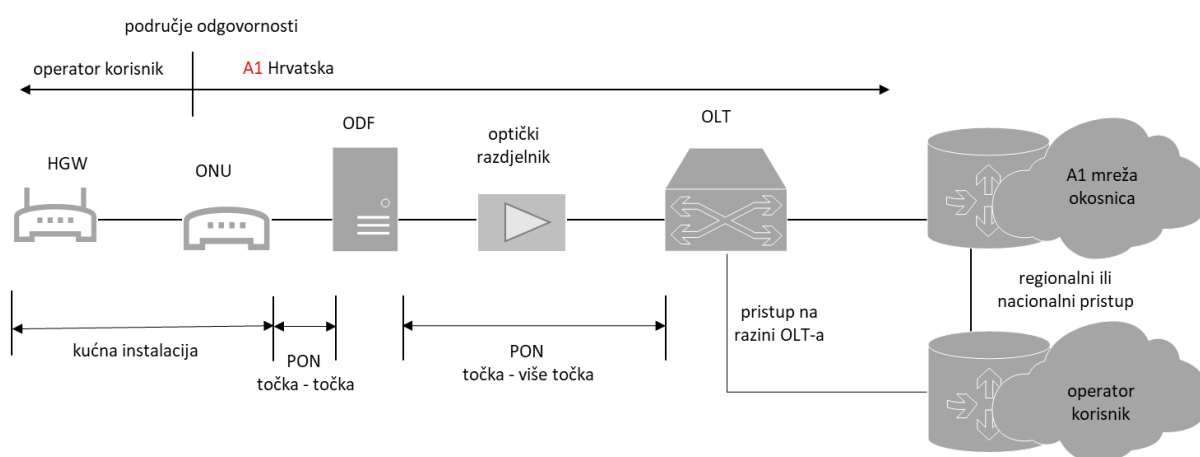 područje odgovornosti
operator korisnik
A1 Hrvatska
HGW
ONU
ODF
optički
razdjelnik
OLT
A1 mreža
okosnica
regionalni ili
nacionalni pristup
kućna instalacija
PON
točka - točka
PON
točka - više točka
pristup na
razini OLT-a
operator
korisnik